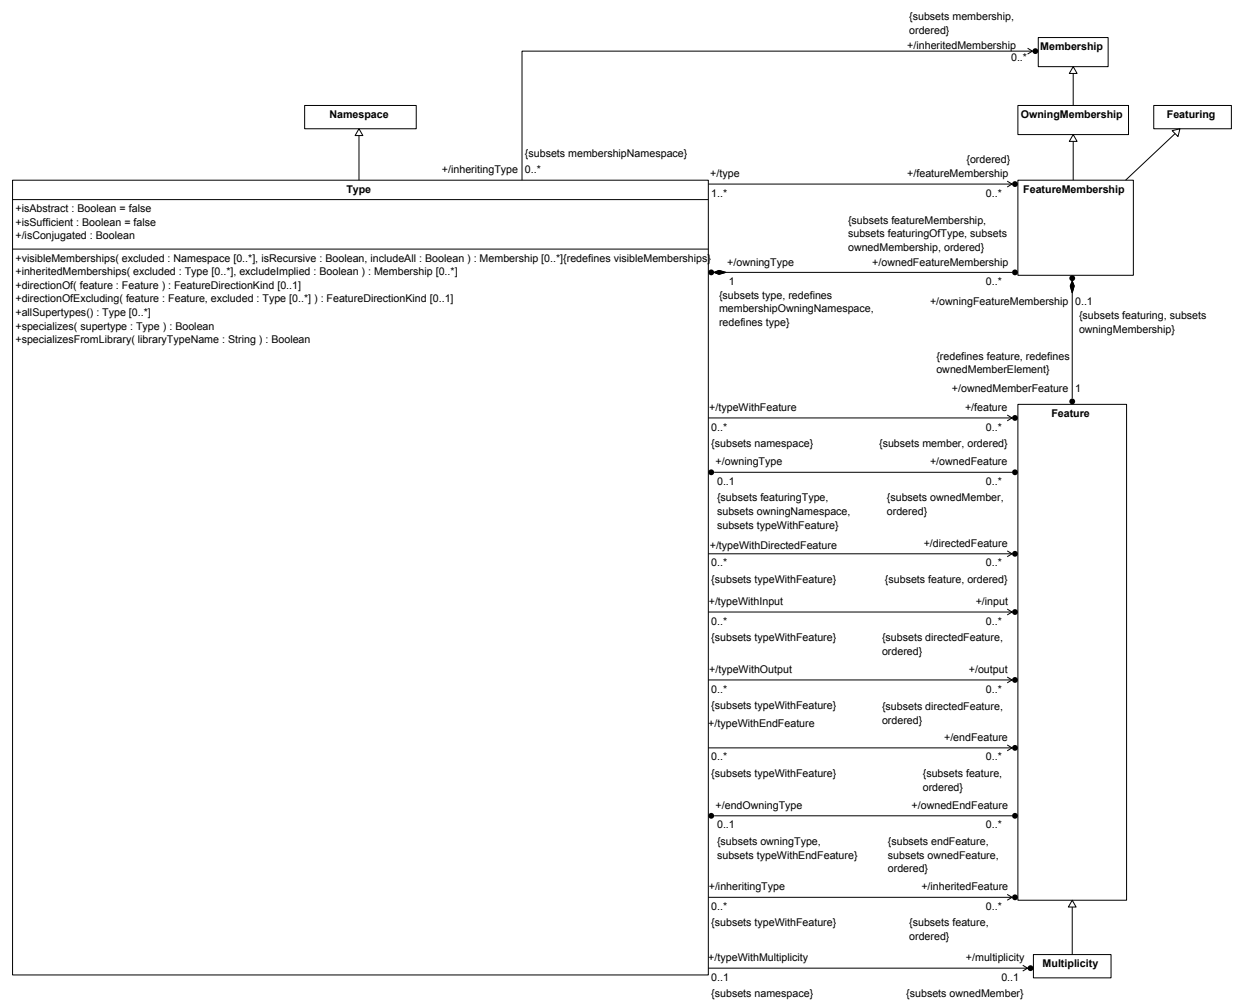 {subsets membership,
ordered}
+/inheritedMembership
0..*
Membership
Namespace
OwningMembership
Featuring
{subsets membershipNamespace}
+/inheritingType
0..*
Type
+isAbstract : Boolean = false
+isSufficient : Boolean = false
+/isConjugated : Boolean
+visibleMemberships( excluded : Namespace [0..*], isRecursive : Boolean, includeAll : Boolean ) : Membership [0..*]{redefines visibleMemberships}
+inheritedMemberships( excluded : Type [0..*], excludeImplied : Boolean ) : Membership [0..*]
+directionOf( feature : Feature ) : FeatureDirectionKind [0..1]
+directionOfExcluding( feature : Feature, excluded : Type [0..*] ) : FeatureDirectionKind [0..1]
+allSupertypes() : Type [0..*]
+specializes( supertype : Type ) : Boolean
+specializesFromLibrary( libraryTypeName : String ) : Boolean
{ordered}
+/type
+/featureMembership
1..*
0..*
FeatureMembership
{subsets featureMembership,
subsets featuringOfType, subsets
ownedMembership, ordered}
+/owningType
+/ownedFeatureMembership
1
0..*
{subsets type, redefines
membershipOwningNamespace,
redefines type}
+/owningFeatureMembership
0..1
{subsets featuring, subsets
owningMembership}
{redefines feature, redefines
ownedMemberElement}
+/ownedMemberFeature
1
Feature
+/typeWithFeature
+/feature
0..*
0..*
{subsets namespace}
{subsets member, ordered}
+/owningType
+/ownedFeature
0..1
0..*
{subsets featuringType,
subsets owningNamespace,
subsets typeWithFeature}
{subsets ownedMember,
ordered}
+/typeWithDirectedFeature
+/directedFeature
0..*
0..*
{subsets typeWithFeature}
{subsets feature, ordered}
+/typeWithInput
+/input
0..*
0..*
{subsets typeWithFeature}
{subsets directedFeature,
ordered}
+/typeWithOutput
+/output
0..*
0..*
{subsets typeWithFeature}
{subsets directedFeature,
ordered}
+/typeWithEndFeature
+/endFeature
0..*
0..*
{subsets typeWithFeature}
{subsets feature,
ordered}
+/endOwningType
+/ownedEndFeature
0..1
0..*
{subsets owningType,
subsets typeWithEndFeature}
{subsets endFeature,
subsets ownedFeature,
ordered}
+/inheritingType
+/inheritedFeature
0..*
0..*
{subsets typeWithFeature}
{subsets feature,
ordered}
+/typeWithMultiplicity
+/multiplicity
0..1
0..1
{subsets namespace}
{subsets ownedMember}
Multiplicity